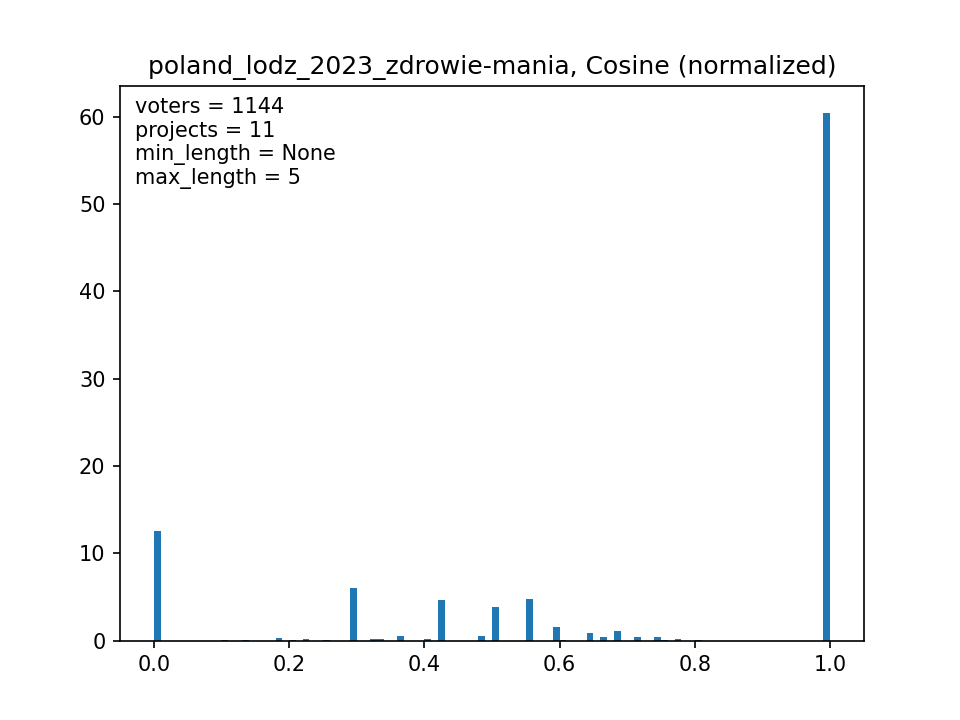 poland_lodz_2023_zdrowie-mania, Cosine (normalized)
voters = 1144
projects = 11
min_length = None
max_length = 5
60
50
40
30
20
10
0
0.0 0.2 0.4 0.6 0.8 1.0